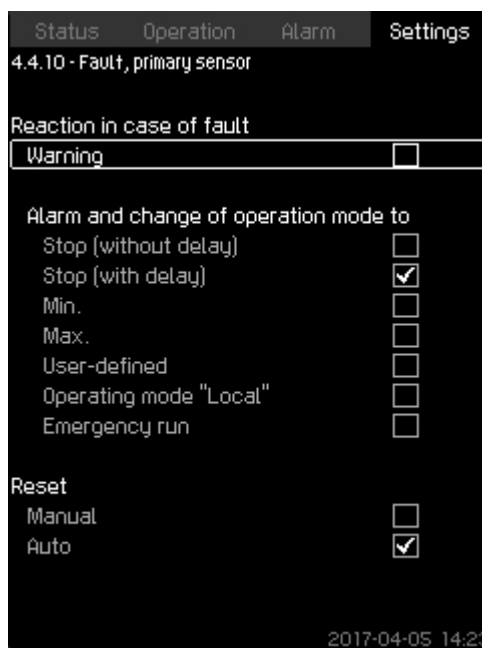 Status Operation Alarm Settings
4.4.10 - Fault, primary sensor
Reaction in case of fault
Warning
Alarm and change of operation mode to
Stop (without delay)
Stop (with delay)
Min.
Max.
User-defined
Operating mode "Local"
Emergency run
Reset
Manual
Auto
2017-04-05 14:23